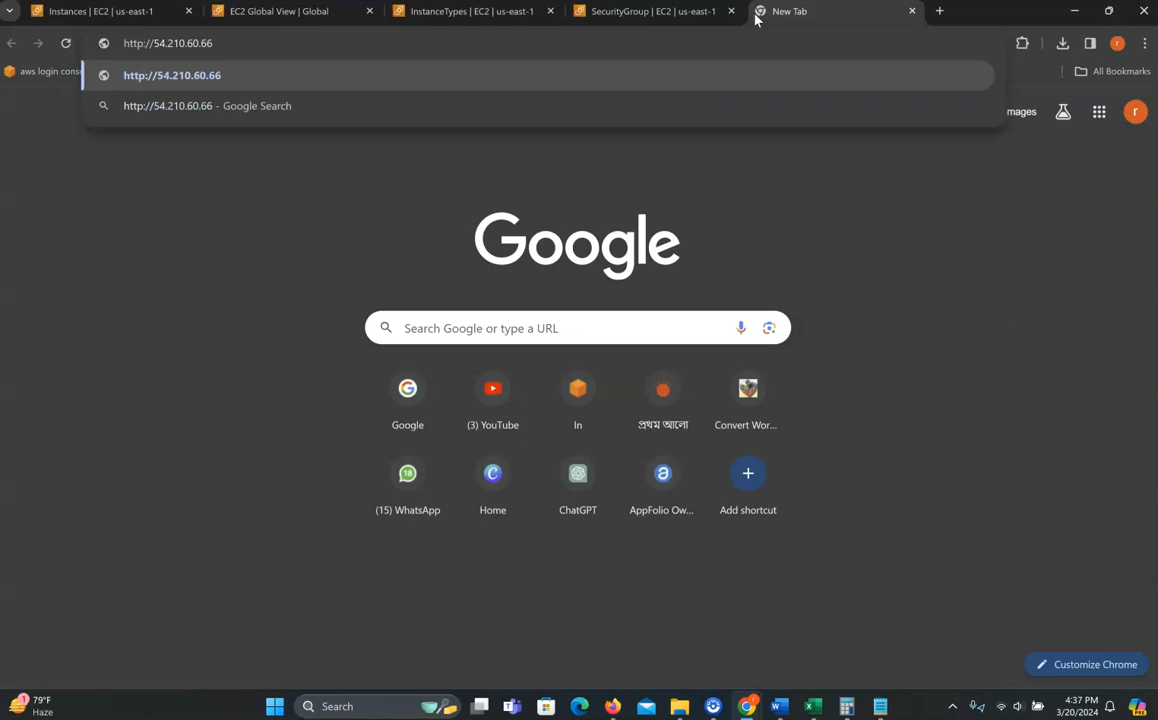 Instances | EC2 | us-east-1
EC2 Global View | Global
InstanceTypes | EC2 | us-east-1
SecurityGroup | EC2 | us-east-1
New Tab
http://54.210.60.66
aws login cons
http://54.210.60.66
All Bookmarks
http://54.210.60.66 - Google Search
mages
r
Google
Search Google or type a URL
Google
(3) YouTube
In
প্রথম আলো
Convert Wor...
18
(15) WhatsApp
Home
ChatGPT
AppFolio Ow...
Add shortcut
Customize Chrome
1
79°F
Haze
Search
4:37 PM
3/20/2024